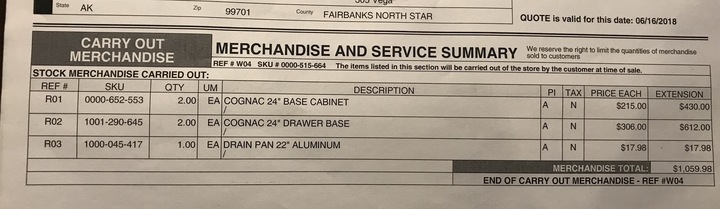 State AK Zip 99701 County FAIRBANKS NORTH STAR
QUOTE is valid for this date: 06/16/2018
CARRY OUT MERCHANDISE
MERCHANDISE AND SERVICE SUMMARY
We reserve the right to limit the quantities of merchandise
sold to customers
REF # W04 SKU # 0000-515-664 The items listed in this section will be carried out of the store by the customer at time of sale.
STOCK MERCHANDISE CARRIED OUT:
REF # SKU QTY UM DESCRIPTION PI TAX PRICE EACH EXTENSION
R01 0000-652-553 2.00 EA COGNAC 24" BASE CABINET A N $215.00 $430.00
/
R02 1001-290-645 2.00 EA COGNAC 24" DRAWER BASE A N $306.00 $612.00
/
R03 1000-045-417 1.00 EA DRAIN PAN 22" ALUMINUM A N $17.98 $17.98
/
MERCHANDISE TOTAL: $1,059.98
END OF CARRY OUT MERCHANDISE - REF #W04